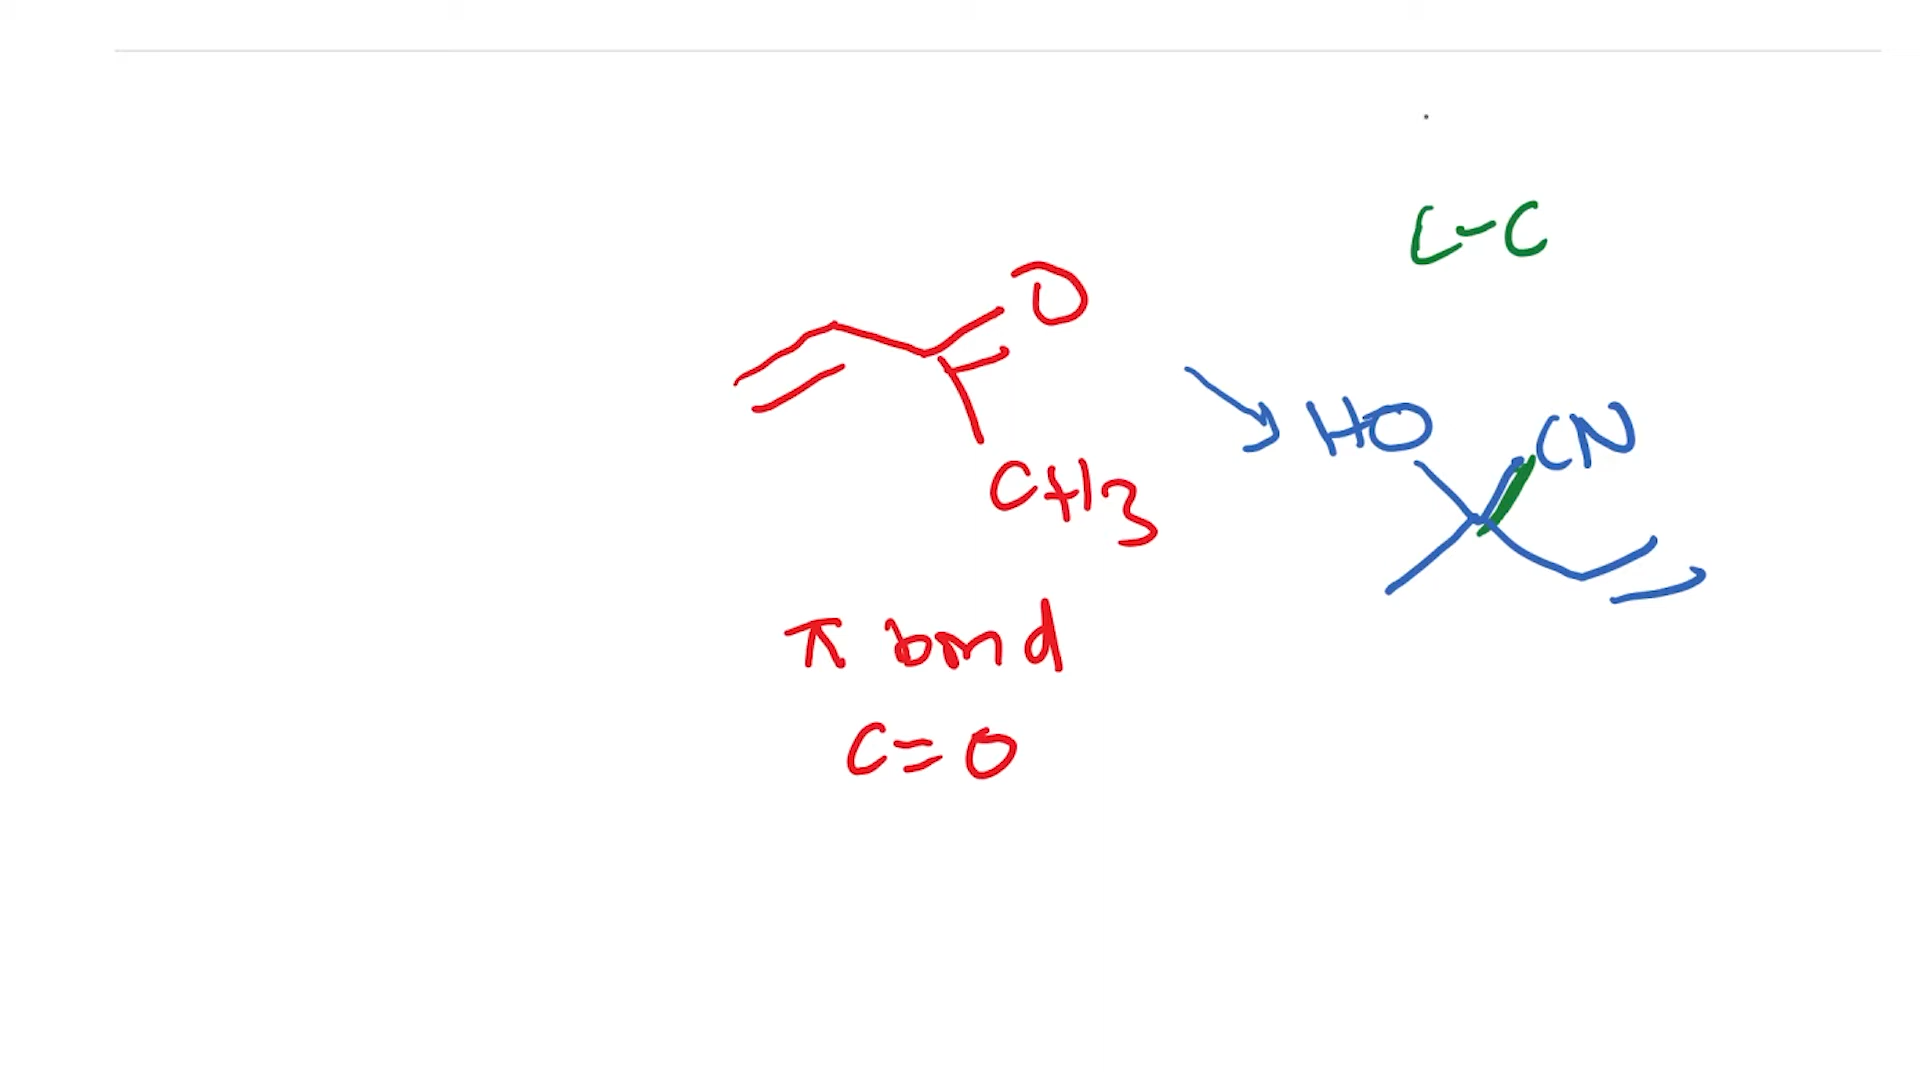 C-C
O
HO
CN
CH3
π bond
C=O